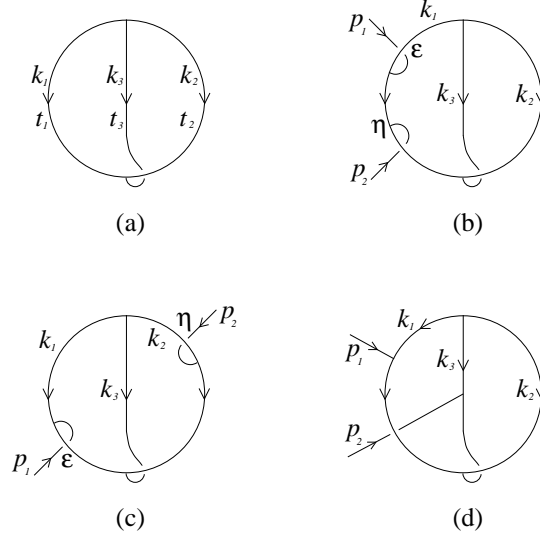 k₁ k₃ k₂
t₁ t₃ t₂
(a)
p₁ k₁
ε
k₃ k₂
η
p₂
(b)
η p₂
k₁ k₂
k₃
p₁ ε
(c)
k₁
p₁ k₃
k₂
p₂
(d)